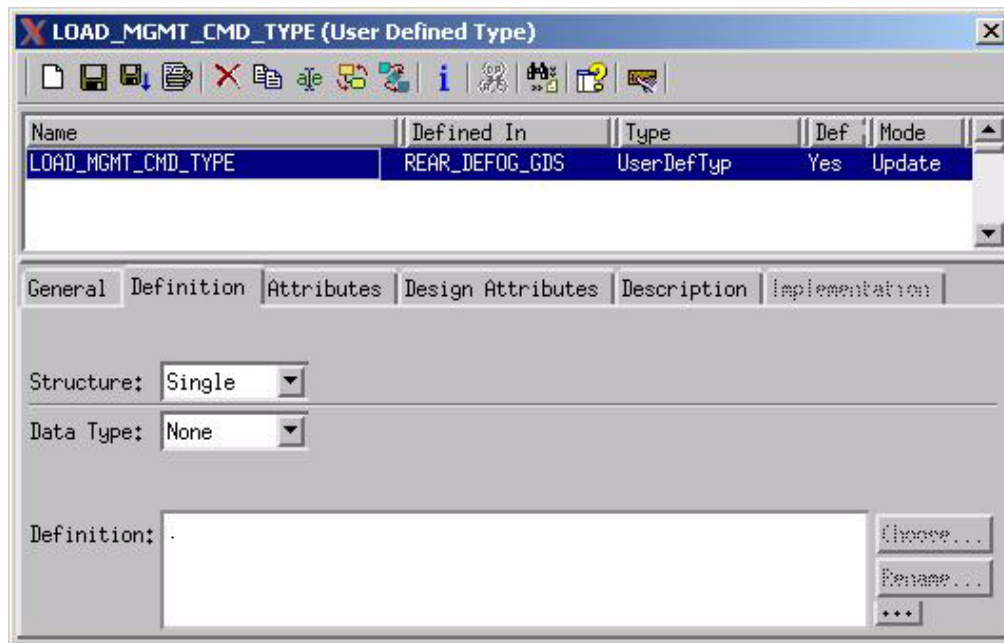 LOAD_MGMT_CMD_TYPE (User Defined Type)
Name Defined In Type Def Mode
LOAD_MGMT_CMD_TYPE REAR_DEFOG_GDS UserDefTyp Yes Update
General Definition Attributes Design Attributes Description Implementation
Structure: Single
Data Type: None
Definition: .
Choose...
Rename...
...